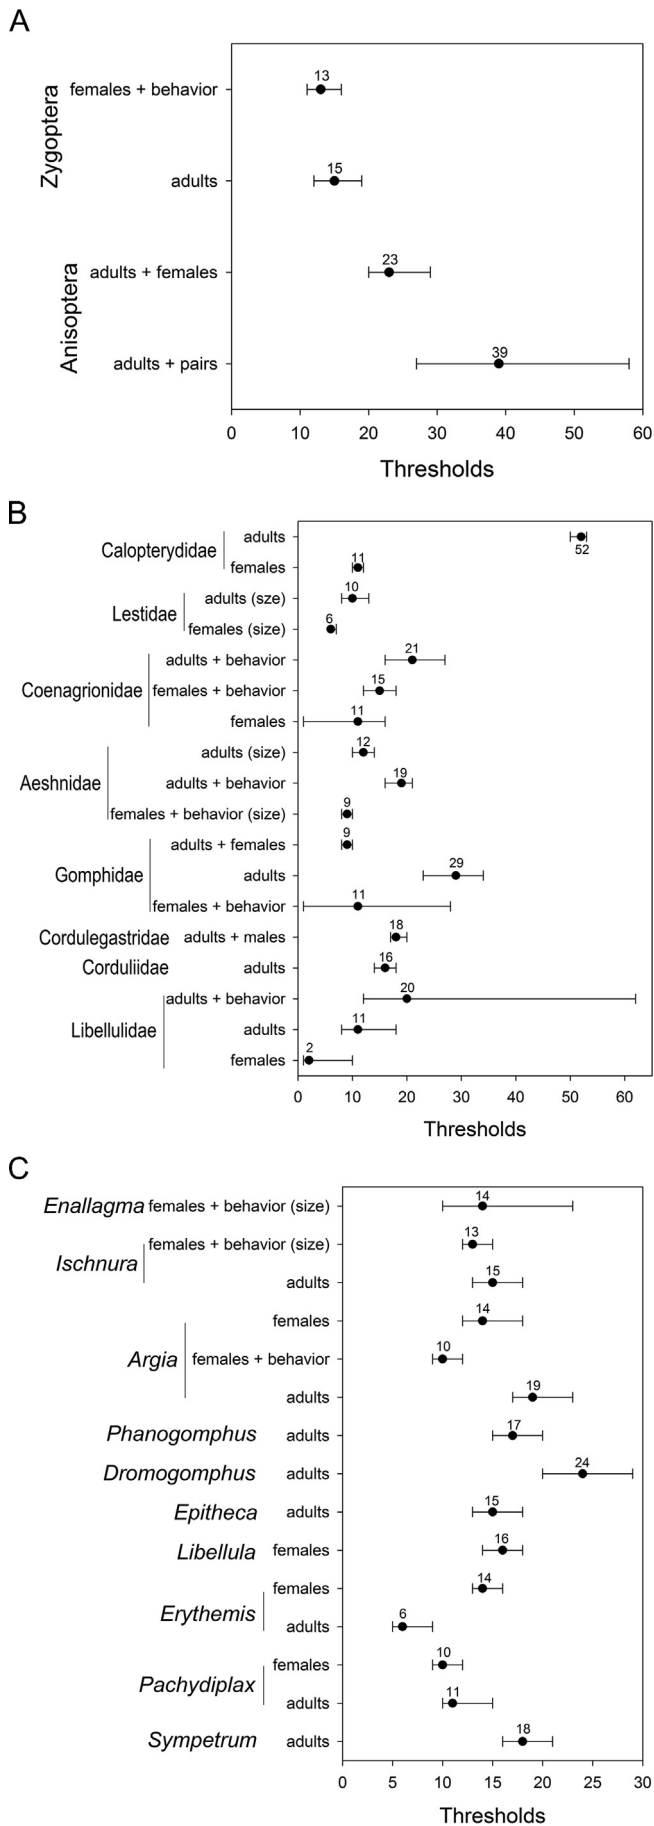 A
Zygoptera
females + behavior
13
adults
15
Anisoptera
adults + females
23
adults + pairs
39
0 10 20 30 40 50 60
Thresholds
B
Calopterydidae
adults
52
females
11
Lestidae
adults (sze)
10
females (size)
6
Coenagrionidae
adults + behavior
21
females + behavior
15
females
11
Aeshnidae
adults (size)
12
adults + behavior
19
females + behavior (size)
9
Gomphidae
adults + females
9
adults
29
females + behavior
11
Cordulegastridae adults + males
18
Corduliidae adults
16
Libellulidae
adults + behavior
20
adults
11
females
2
0 10 20 30 40 50 60
Thresholds
C
Enallagma females + behavior (size)
14
Ischnura
females + behavior (size)
13
adults
15
Argia
females
14
females + behavior
10
adults
19
Phanogomphus adults
17
Dromogomphus adults
24
Epitheca adults
15
Libellula females
16
Erythemis
females
14
adults
6
Pachydiplax
females
10
adults
11
Sympetrum adults
18
0 5 10 15 20 25 30
Thresholds